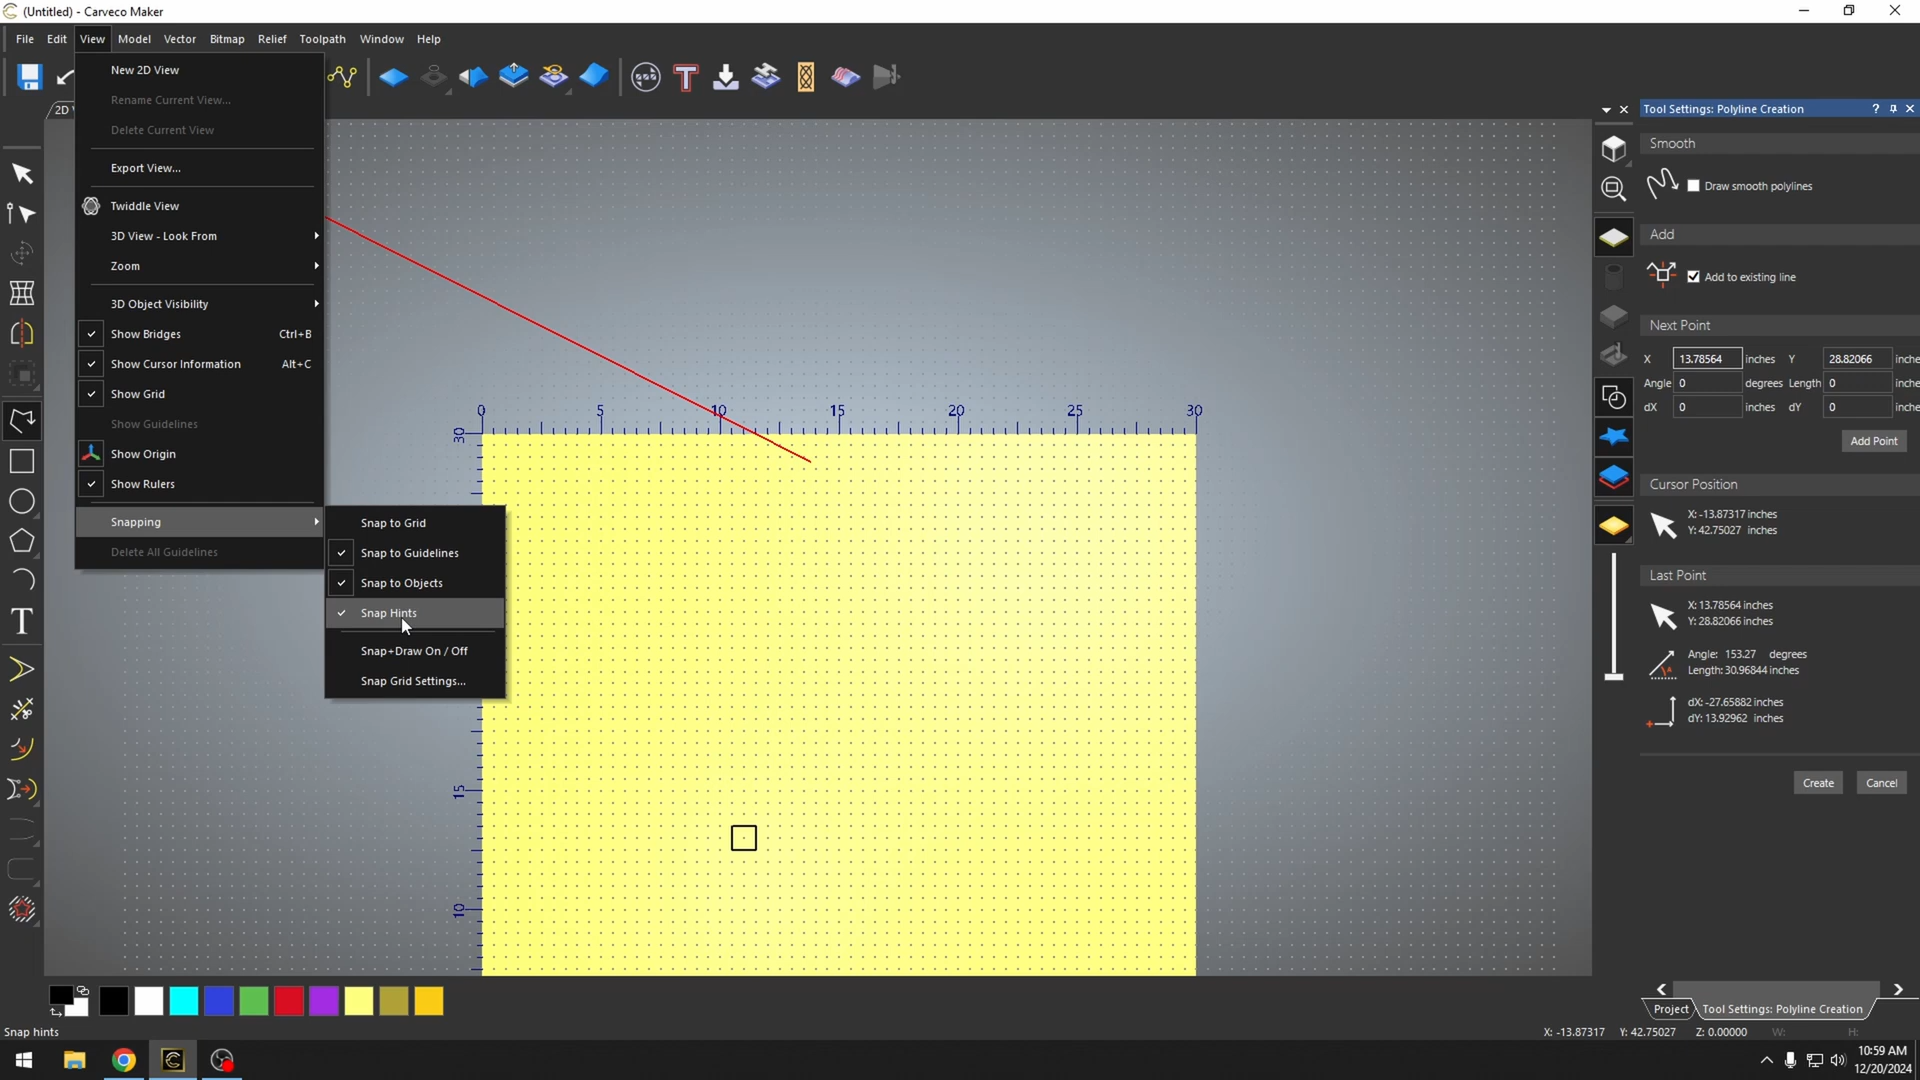 (Untitled) - Carveco Maker
File Edit View Model Vector Bitmap Relief Toolpath Window Help
2D
New 2D View
Rename Current View...
Delete Current View
Export View...
Twiddle View
3D View - Look From
Zoom
3D Object Visibility
Show Bridges Ctrl+B
Show Cursor Information Alt+C
Show Grid
Show Guidelines
Show Origin
Show Rulers
Snapping
Delete All Guidelines
Snap to Grid
Snap to Guidelines
Snap to Objects
Snap Hints
Snap+Draw On / Off
Snap Grid Settings...
0 5 10 15 20 25 30
30
15
10
Tool Settings: Polyline Creation
Smooth
Draw smooth polylines
Add
Add to existing line
Next Point
X 13.78564 inches Y 28.82066 inche
Angle 0 degrees Length 0 inche
dX 0 inches dY 0 inche
Add Point
Cursor Position
X: -13.87317 inches
Y: 42.75027 inches
Last Point
X: 13.78564 inches
Y: 28.82066 inches
Angle: 153.27 degrees
Length: 30.96844 inches
dX: -27.65882 inches
dY: 13.92962 inches
Create Cancel
Project Tool Settings: Polyline Creation
Snap hints
X: -13.87317 Y: 42.75027 Z: 0.00000 W: H:
10:59 AM
12/20/2024